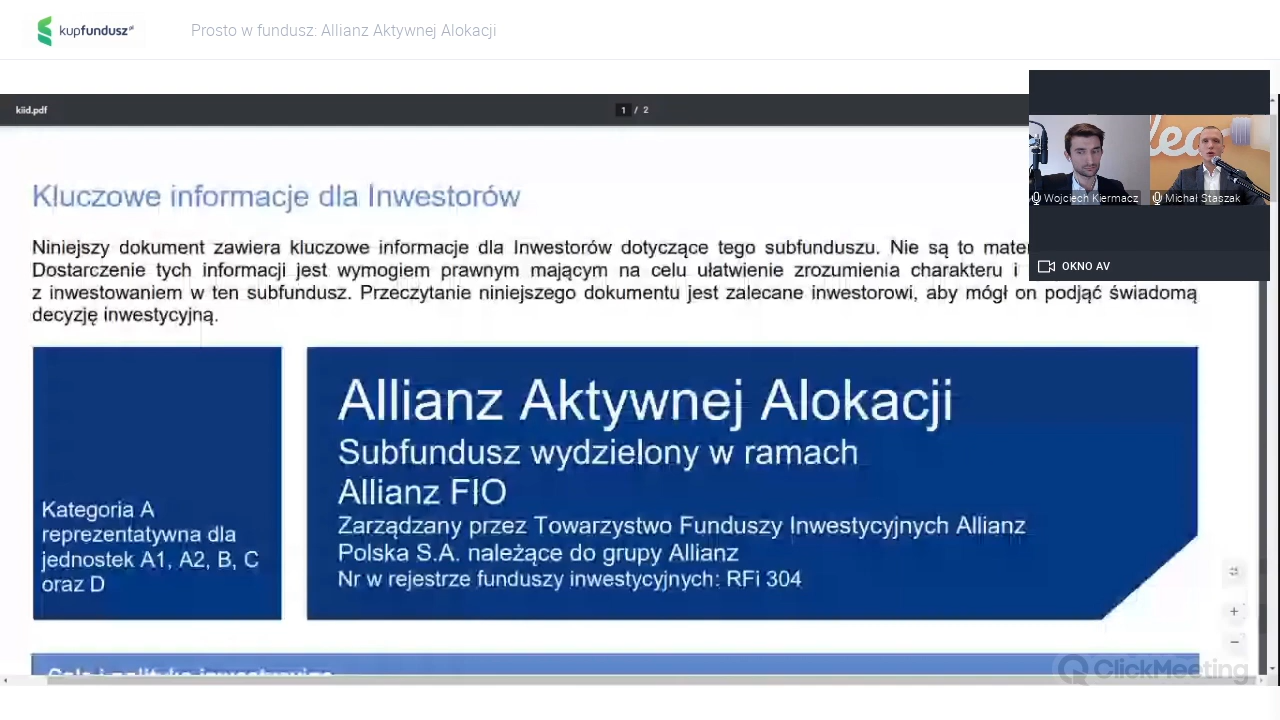 kupfundusz.pl
Prosto w fundusz: Allianz Aktywnej Alokacji
kiid.pdf
1 / 2
Kluczowe informacje dla Inwestorów
Niniejszy dokument zawiera kluczowe informacje dla Inwestorów dotyczące tego subfunduszu. Nie są to
Dostarczenie tych informacji jest wymogiem prawnym mającym na celu ułatwienie zrozumienia charakteru i
z inwestowaniem w ten subfundusz. Przeczytanie niniejszego dokumentu jest zalecane inwestorowi, aby mógł on podjąć świadomą
decyzję inwestycyjną.
Wojciech Kiermacz
Michał Staszak
OKNO AV
Kategoria A
reprezentatywna dla
jednostek A1, A2, B, C
oraz D
Allianz Aktywnej Alokacji
Subfundusz wydzielony w ramach
Allianz FIO
Zarządzany przez Towarzystwo Funduszy Inwestycyjnych Allianz
Polska S.A. należące do grupy Allianz
Nr w rejestrze funduszy inwestycyjnych: RFi 304
ClickMeeting